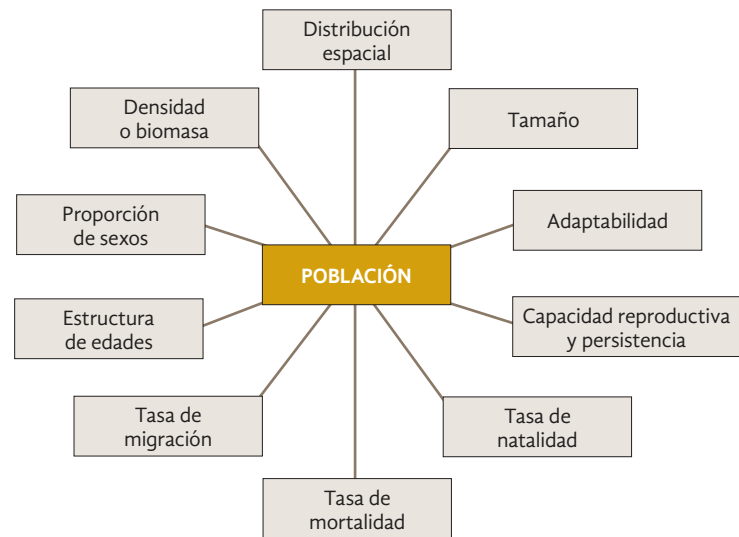 Distribución
espacial
Densidad
o biomasa
Tamaño
Proporción
de sexos
Adaptabilidad
POBLACIÓN
Estructura
de edades
Capacidad reproductiva
y persistencia
Tasa de
migración
Tasa de
natalidad
Tasa de
mortalidad